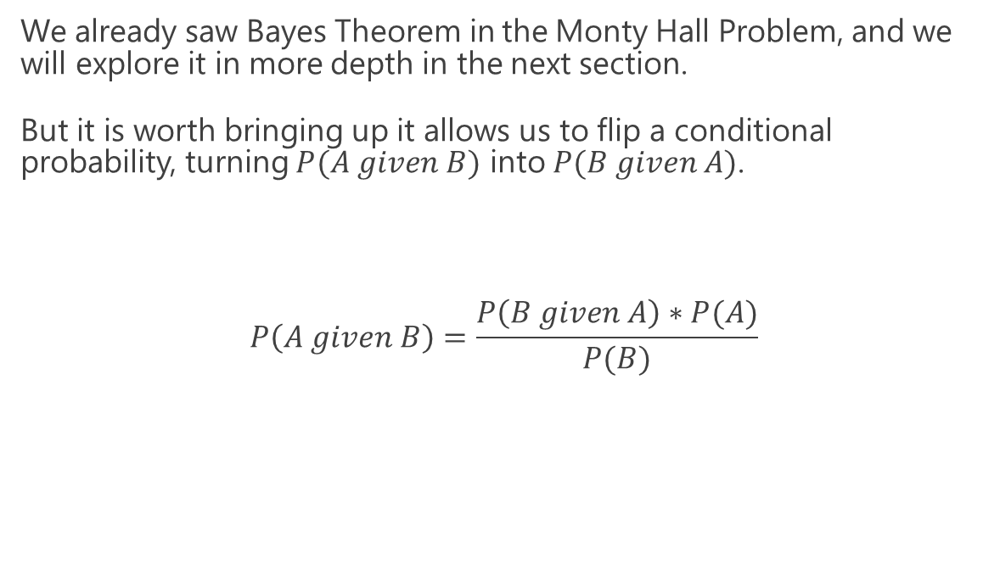 We already saw Bayes Theorem in the Monty Hall Problem, and we
will explore it in more depth in the next section.
But it is worth bringing up it allows us to flip a conditional
probability, turning P(A given B) into P(B given A).
P(A given B) = P(B given A) * P(A) / P(B)